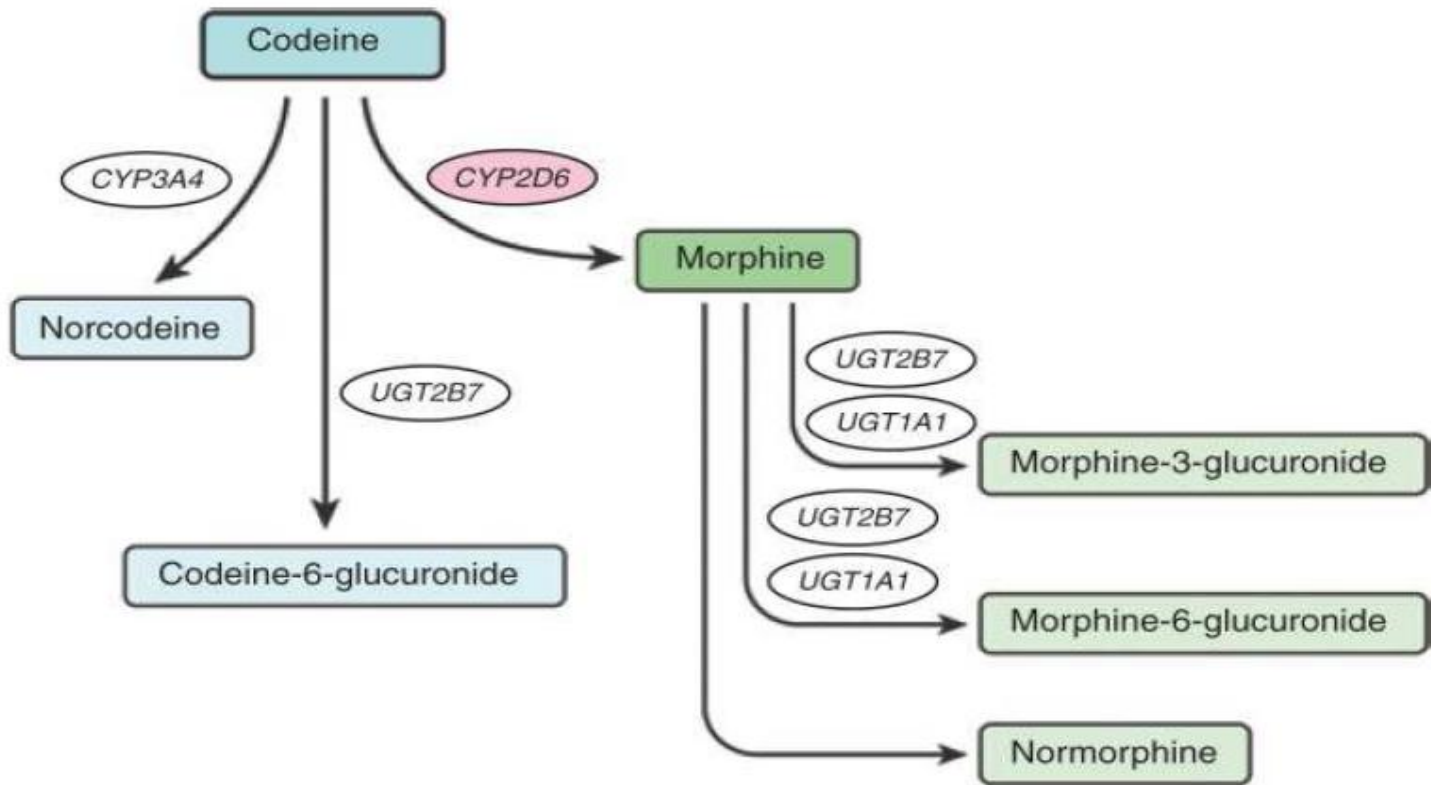 Codeine
CYP3A4
CYP2D6
Morphine
Norcodeine
UGT2B7
UGT2B7
UGT1A1
Morphine-3-glucuronide
UGT2B7
Codeine-6-glucuronide
UGT1A1
Morphine-6-glucuronide
Normorphine